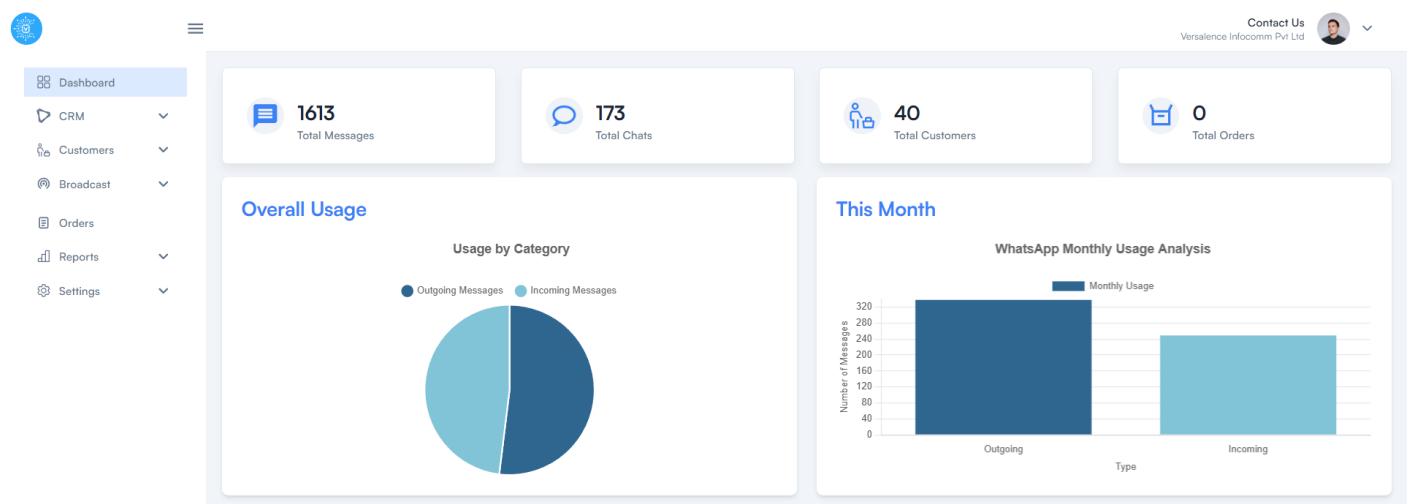 Contact Us
Versalence Infocomm Pvt Ltd
Dashboard
CRM
Customers
Broadcast
Orders
Reports
Settings
1613
Total Messages
173
Total Chats
40
Total Customers
0
Total Orders
Overall Usage
Usage by Category
Outgoing Messages
Incoming Messages
This Month
WhatsApp Monthly Usage Analysis
Monthly Usage
Number of Messages
320
280
240
200
160
120
80
40
0
Outgoing
Incoming
Type